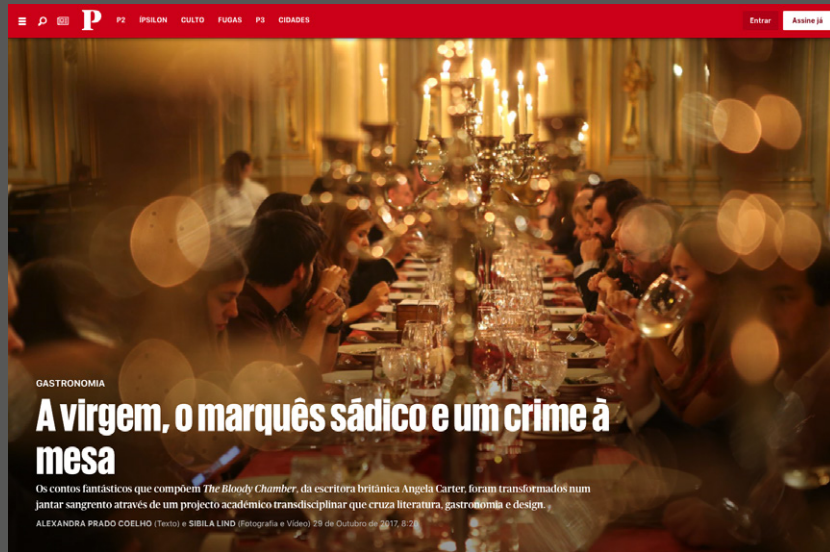 P P2 ÍPSILON CULTO FUGAS P3 CIDADES Entrar Assine já
GASTRONOMIA
A virgem, o marquês sádico e um crime à
mesa
Os contos fantásticos que compõem The Bloody Chamber, da escritora britânica Angela Carter, foram transformados num
jantar sangrento através de um projecto académico transdisciplinar que cruza literatura, gastronomia e design.
ALEXANDRA PRADO COELHO (Texto) e SIBILA LIND (Fotografia e Vídeo) 29 de Outubro de 2017, 8:20